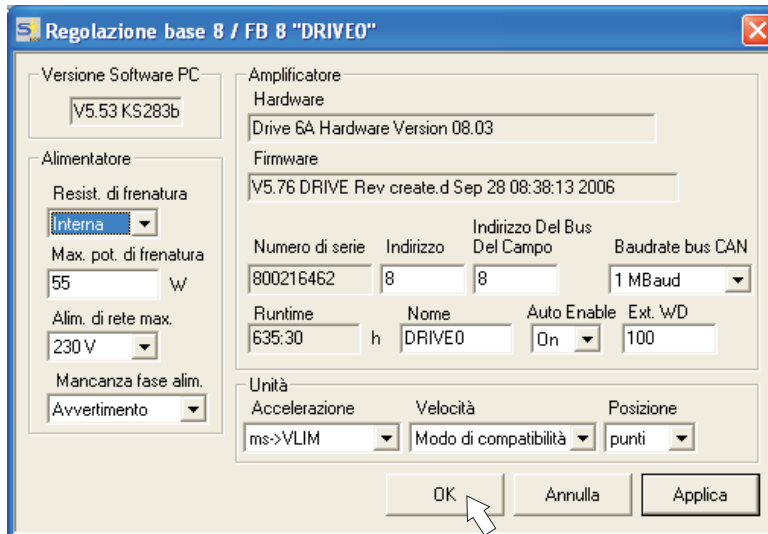 Regolazione base 8 / FB 8 "DRIVE0"
Versione Software PC
V5.53 KS283b
Alimentatore
Resist. di frenatura
Interna
Max. pot. di frenatura
55 W
Alim. di rete max.
230 V
Mancanza fase alim.
Avvertimento
Amplificatore
Hardware
Drive 6A Hardware Version 08.03
Firmware
V5.76 DRIVE Rev create.d Sep 28 08:38:13 2006
Numero di serie
800216462
Indirizzo
8
Indirizzo Del Bus
Del Campo
8
Baudrate bus CAN
1 MBaud
Runtime
635:30 h
Nome
DRIVE0
Auto Enable
On
Ext. WD
100
Unità
Accelerazione
ms->VLIM
Velocità
Modo di compatibilità
Posizione
punti
OK
Annulla
Applica